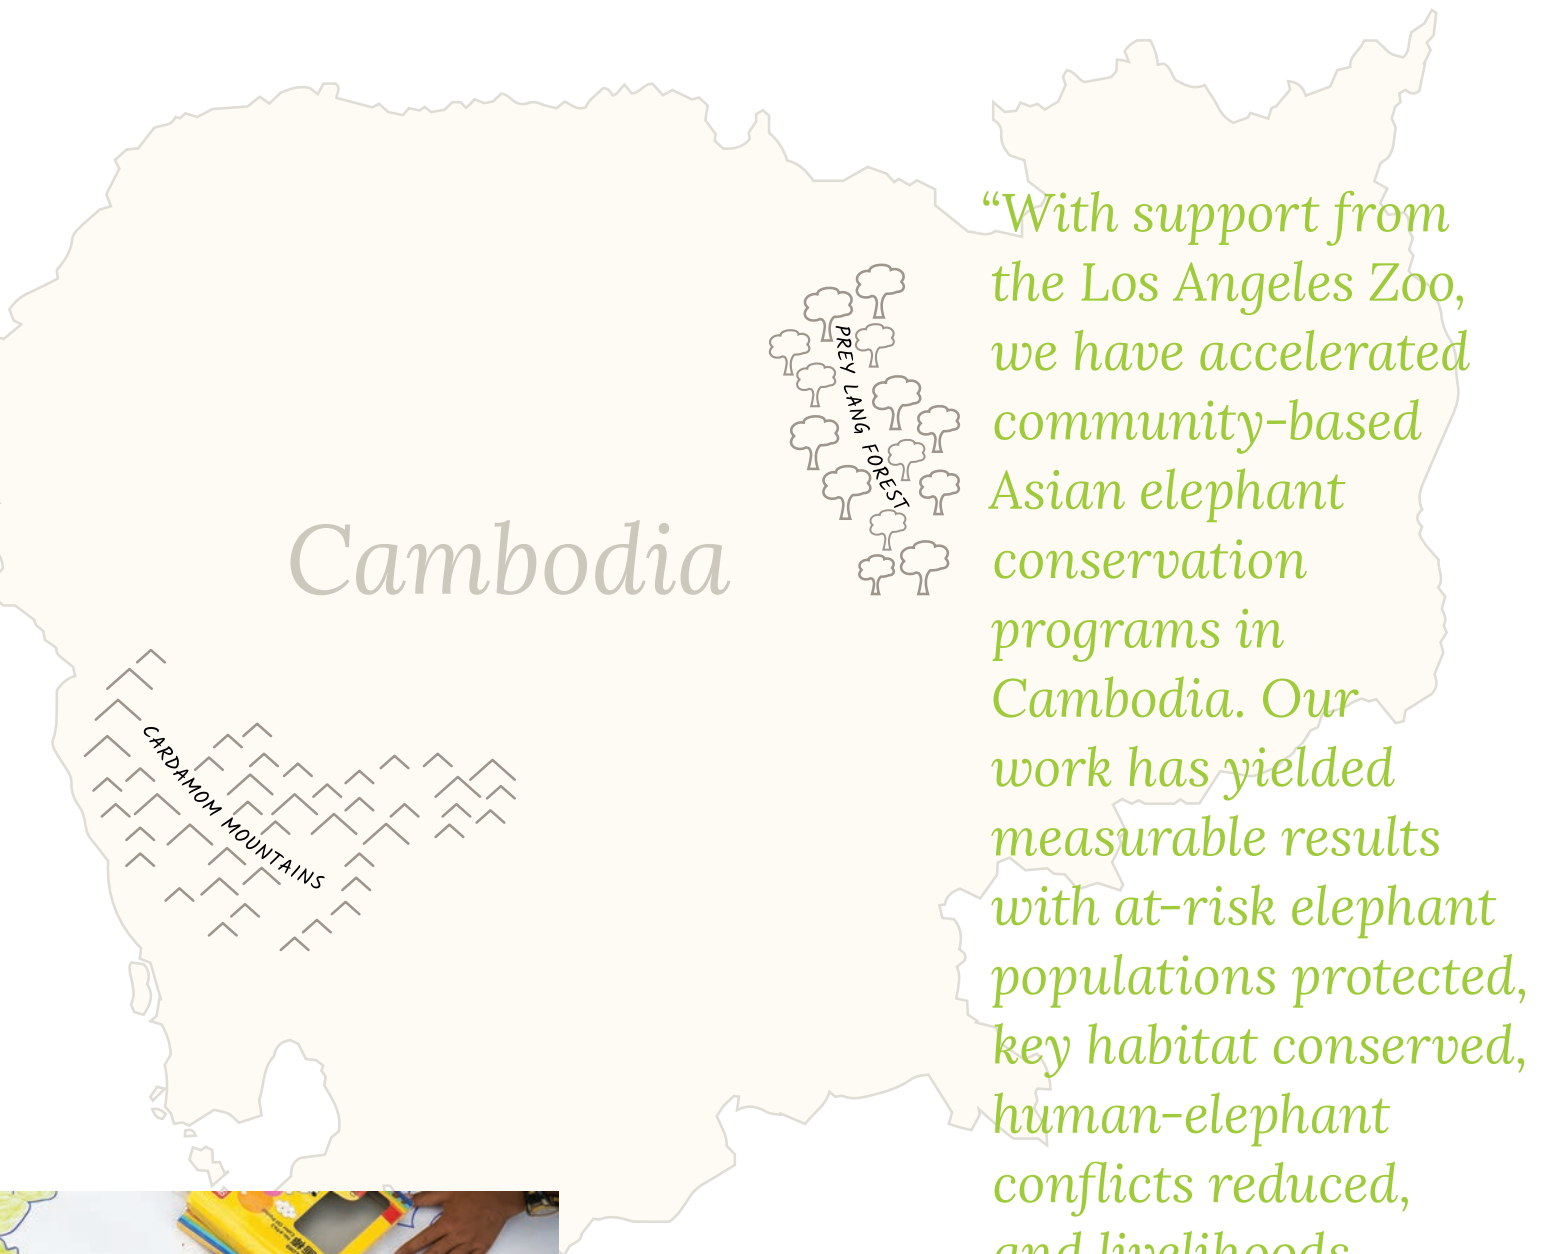 PREY LANG FOREST
Cambodia
CARDAMOM MOUNTAINS
“With support from
the Los Angeles Zoo,
we have accelerated
community-based
Asian elephant
conservation
programs in
Cambodia. Our
work has yielded
measurable results
with at-risk elephant
populations protected,
key habitat conserved,
human-elephant
conflicts reduced,
and livelihoods